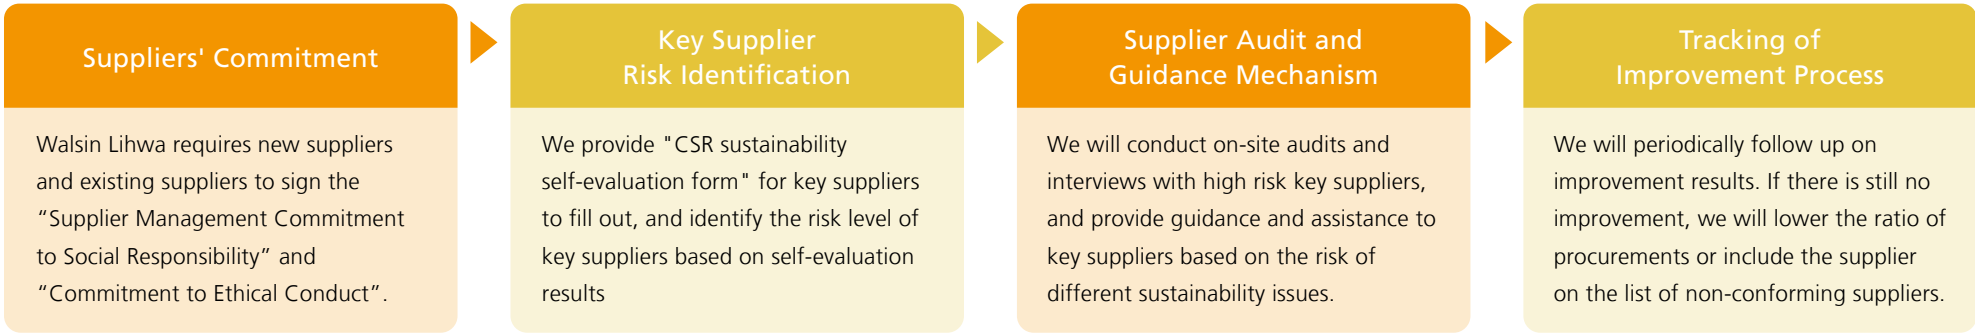 Suppliers' Commitment
Walsin Lihwa requires new suppliers
and existing suppliers to sign the
“Supplier Management Commitment
to Social Responsibility” and
“Commitment to Ethical Conduct”.
Key Supplier
Risk Identification
We provide "CSR sustainability
self-evaluation form" for key suppliers
to fill out, and identify the risk level of
key suppliers based on self-evaluation
results
Supplier Audit and
Guidance Mechanism
We will conduct on-site audits and
interviews with high risk key suppliers,
and provide guidance and assistance to
key suppliers based on the risk of
different sustainability issues.
Tracking of
Improvement Process
We will periodically follow up on
improvement results. If there is still no
improvement, we will lower the ratio of
procurements or include the supplier
on the list of non-conforming suppliers.